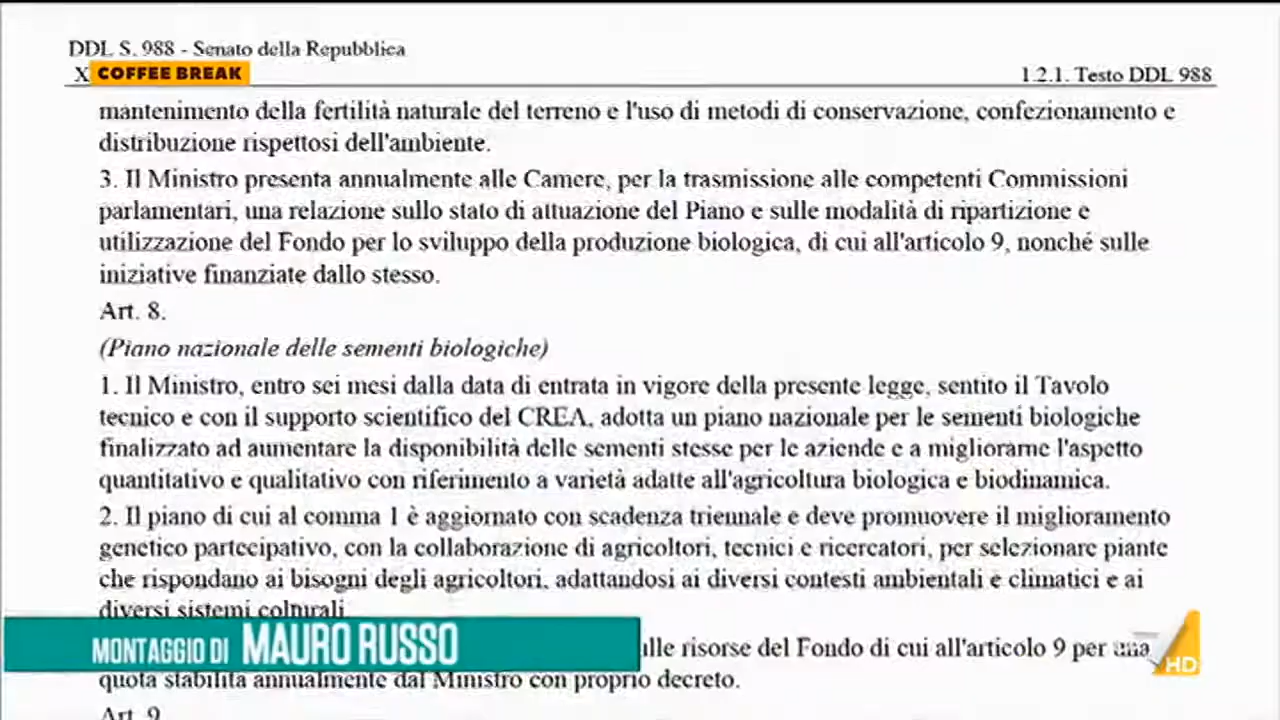 DDL S. 988 - Senato della Repubblica
X
COFFEE BREAK
1.2.1. Testo DDL 988
mantenimento della fertilità naturale del terreno e l'uso di metodi di conservazione, confezionamento e
distribuzione rispettosi dell'ambiente.
3. Il Ministro presenta annualmente alle Camere, per la trasmissione alle competenti Commissioni
parlamentari, una relazione sullo stato di attuazione del Piano e sulle modalità di ripartizione e
utilizzazione del Fondo per lo sviluppo della produzione biologica, di cui all'articolo 9, nonché sulle
iniziative finanziate dallo stesso.
Art. 8.
(Piano nazionale delle sementi biologiche)
1. Il Ministro, entro sei mesi dalla data di entrata in vigore della presente legge, sentito il Tavolo
tecnico e con il supporto scientifico del CREA, adotta un piano nazionale per le sementi biologiche
finalizzato ad aumentare la disponibilità delle sementi stesse per le aziende e a migliorarne l'aspetto
quantitativo e qualitativo con riferimento a varietà adatte all'agricoltura biologica e biodinamica.
2. Il piano di cui al comma 1 è aggiornato con scadenza triennale e deve promuovere il miglioramento
genetico partecipativo, con la collaborazione di agricoltori, tecnici e ricercatori, per selezionare piante
che rispondano ai bisogni degli agricoltori, adattandosi ai diversi contesti ambientali e climatici e ai
diversi sistemi colturali
MONTAGGIO DI MAURO RUSSO
risorse del Fondo di cui all'articolo 9 per una
HD
quota stabilita annualmente dal Ministro con proprio decreto.
Art. 9